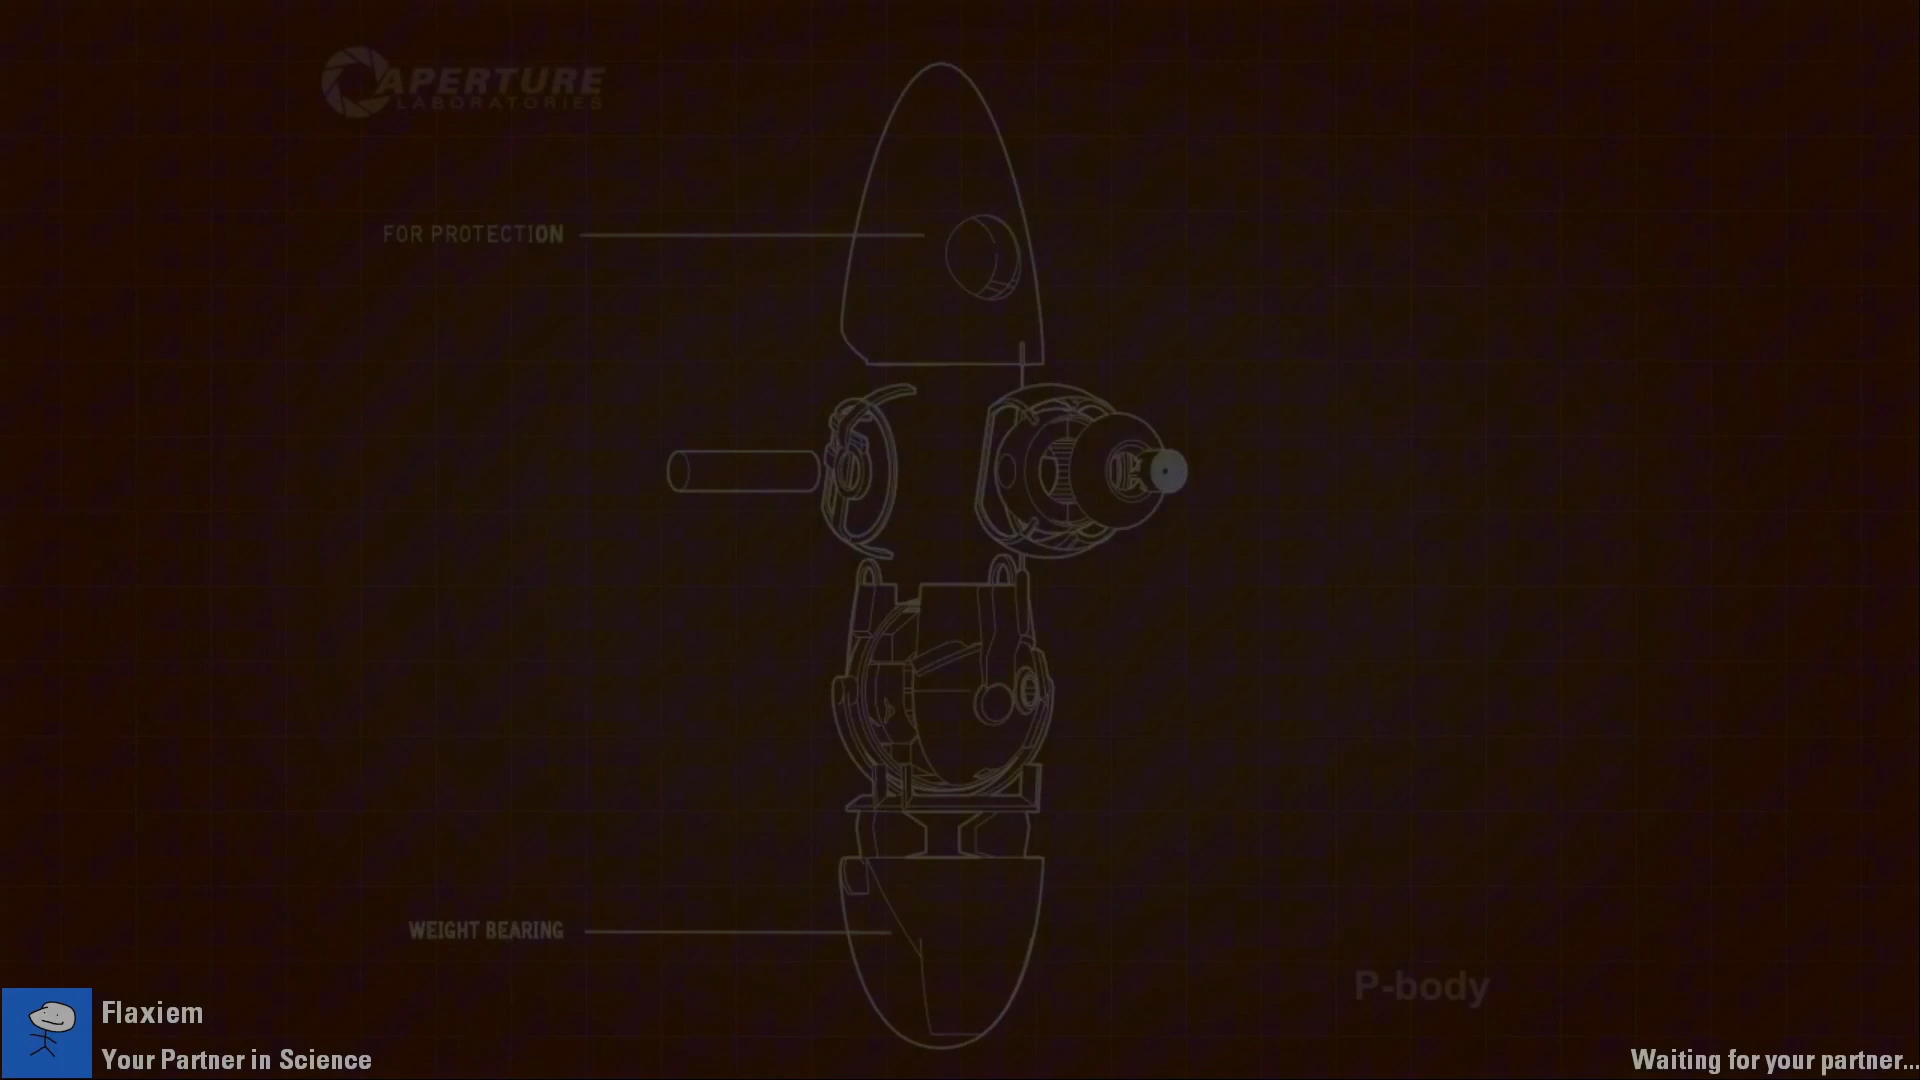 APERTURE
LABORATORIES
FOR PROTECTION
WEIGHT BEARING
P-body
Flaxiem
Your Partner in Science
Waiting for your partner...